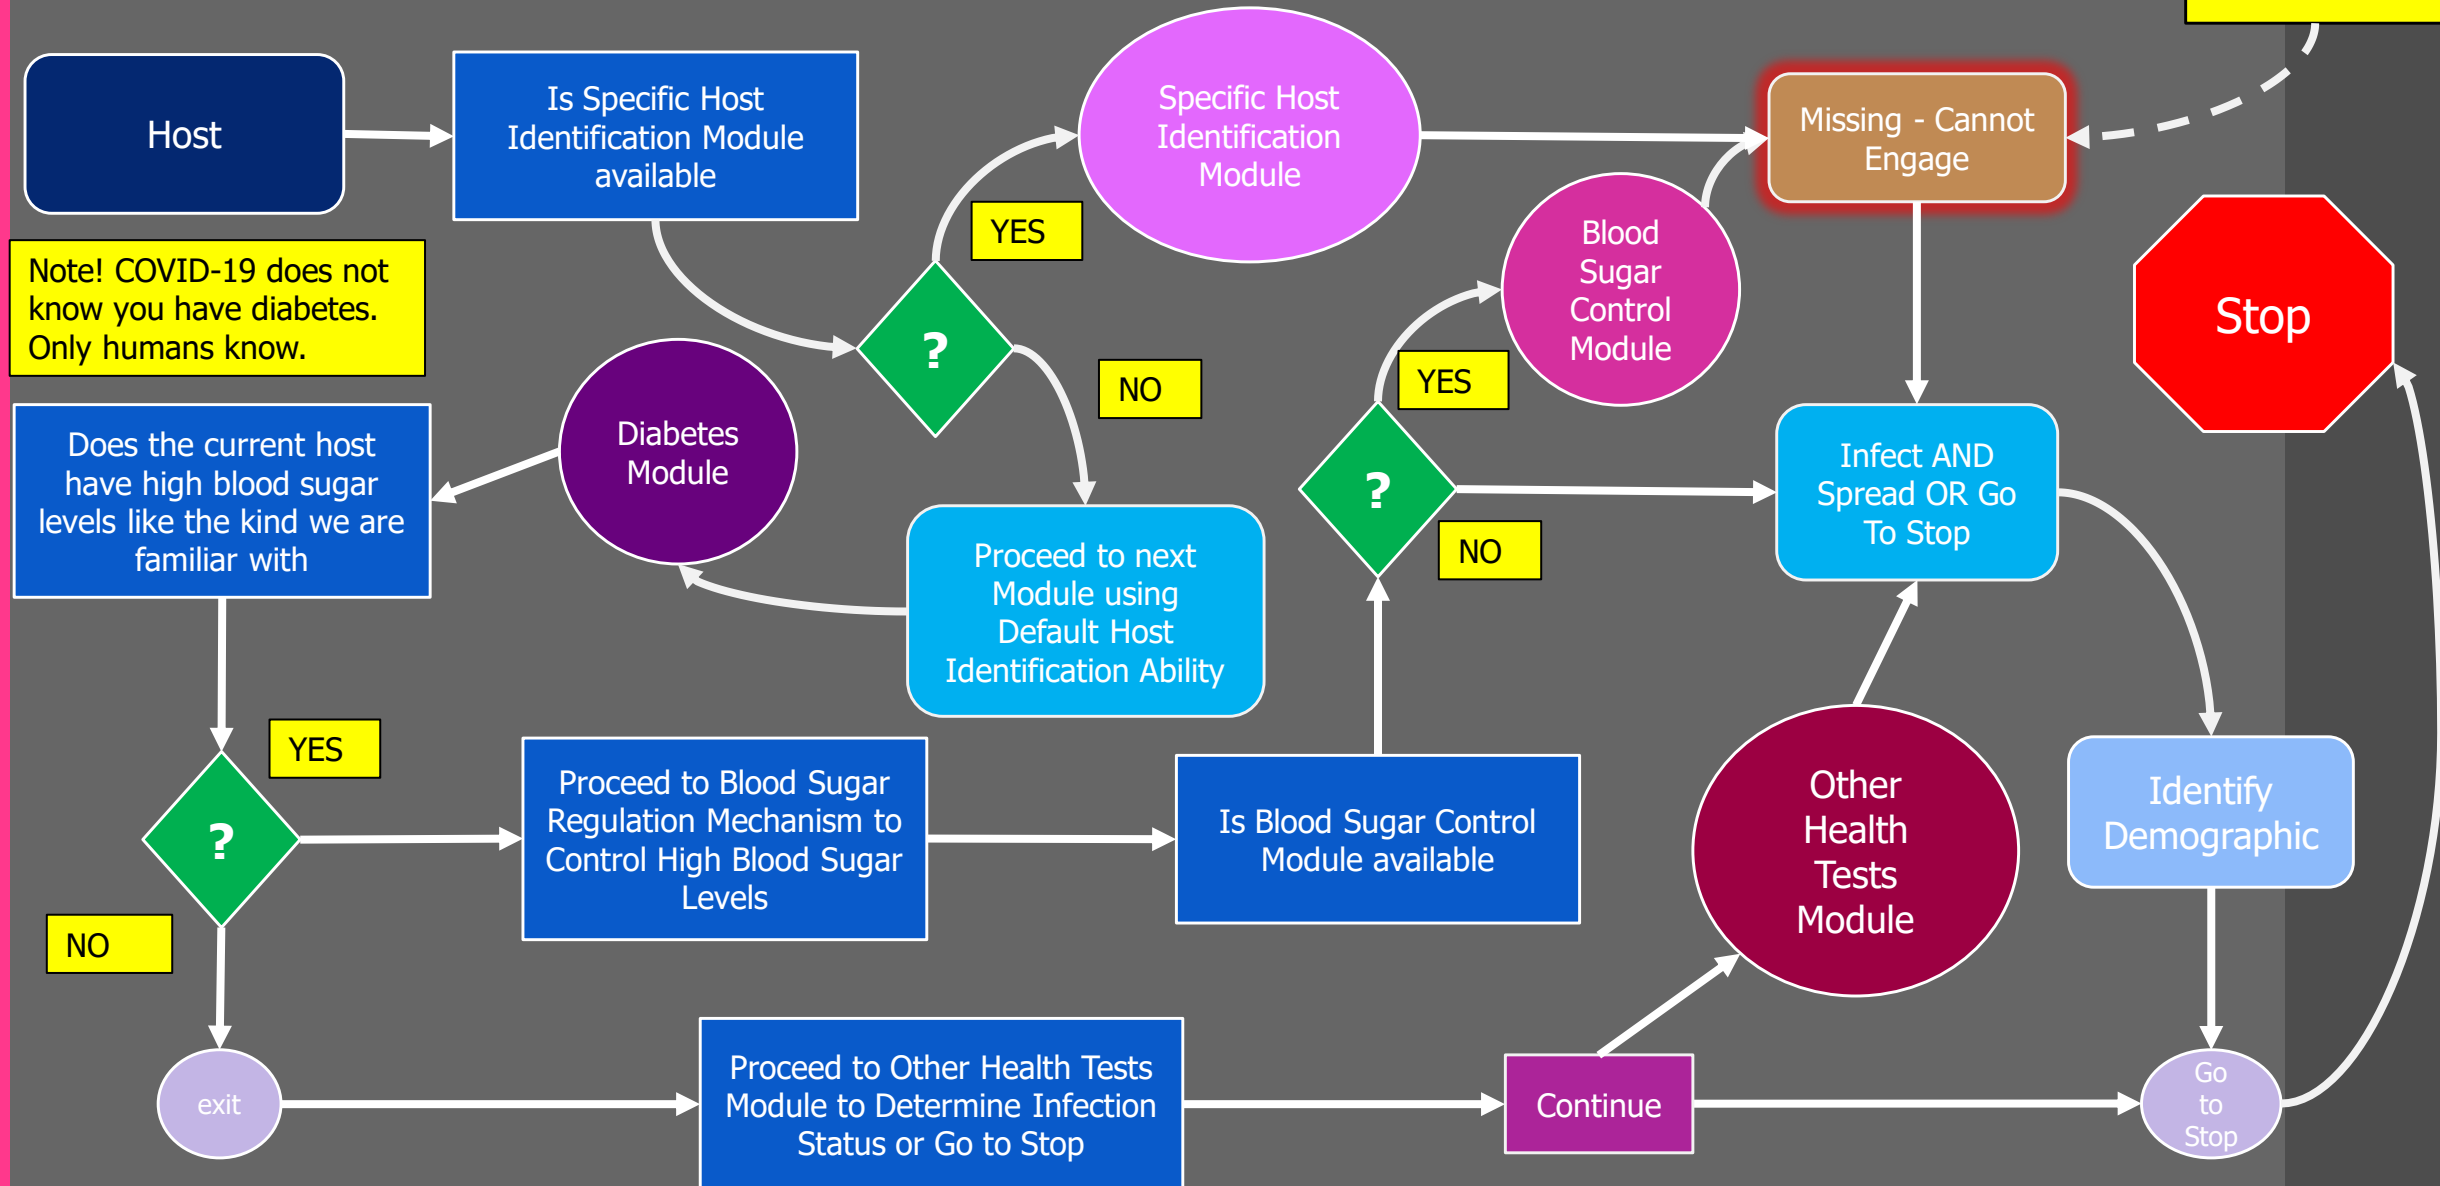 Host
Is Specific Host
Identification Module
available
Specific Host
Identification
Module
Missing - Cannot
Engage
YES
Blood
Sugar
Control
Module
Note! COVID-19 does not
know you have diabetes.
Only humans know.
Stop
?
NO
YES
Diabetes
Module
Does the current host
have high blood sugar
levels like the kind we are
familiar with
?
Infect AND
Spread OR Go
To Stop
NO
Proceed to next
Module using
Default Host
Identification Ability
YES
?
Proceed to Blood Sugar
Regulation Mechanism to
Control High Blood Sugar
Levels
Is Blood Sugar Control
Module available
Other
Health
Tests
Module
Identify
Demographic
NO
exit
Proceed to Other Health Tests
Module to Determine Infection
Status or Go to Stop
Continue
Go
to
Stop